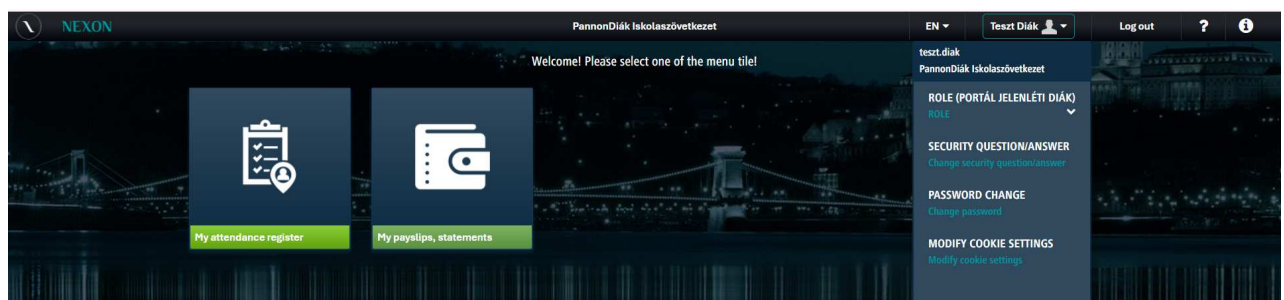 NEXON
PannonDiák Iskolaszövetkezet
EN
Teszt Diák
Log out
?
i
Welcome! Please select one of the menu tile!
My attendance register
My payslips, statements
teszt.diak
PannonDiák Iskolaszövetkezet
ROLE (PORTÁL JELENLÉTI DIÁK)
ROLE
SECURITY QUESTION/ANSWER
Change security question/answer
PASSWORD CHANGE
Change password
MODIFY COOKIE SETTINGS
Modify cookie settings